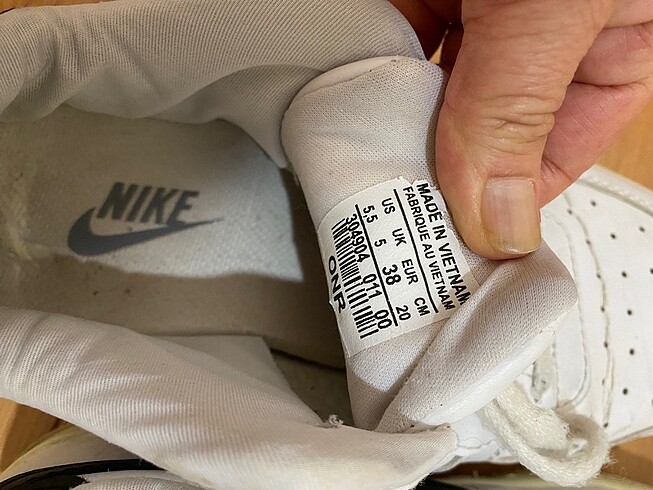 NIKE
MADE IN VIETNAM
FABRIQUE AU VIETNAM
US UK EUR CM
5.5 5 38 20
394904 011 00
ONR